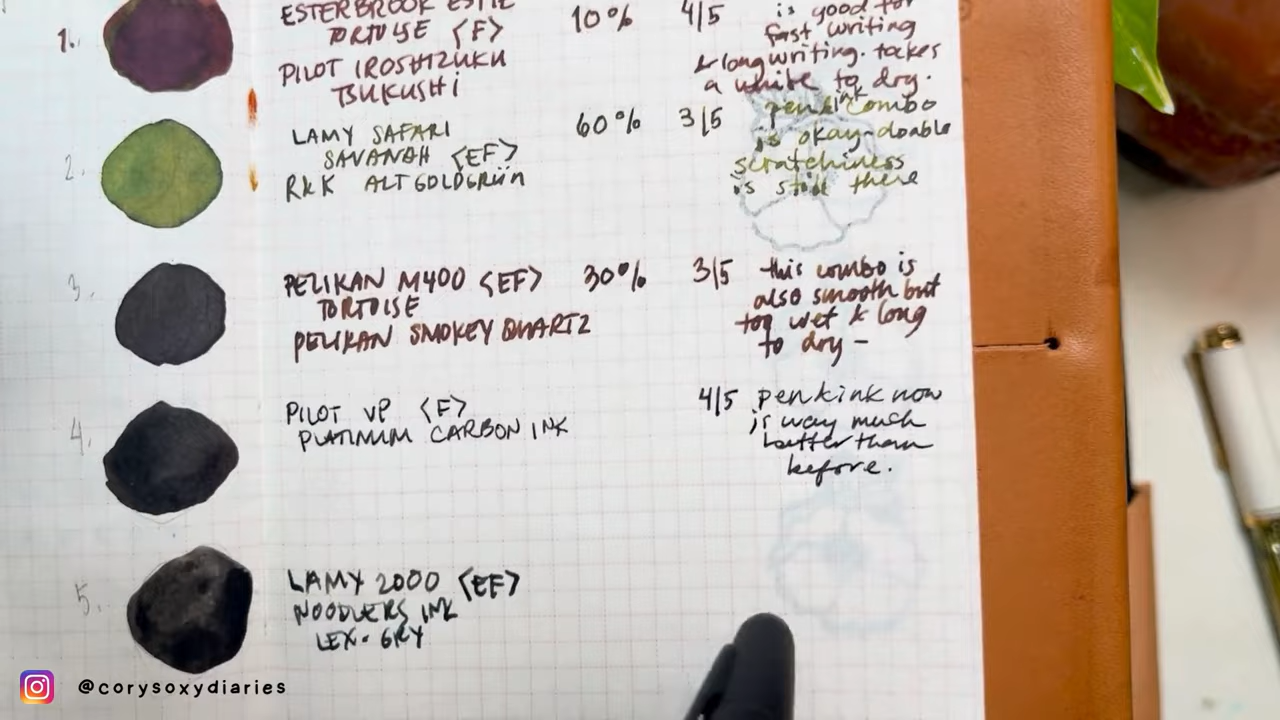 1. ESTERBROOK ESTIE 10% 4/5 is good for
TORTOISE <F> fast writing
PILOT IROSHIZUKU & long writing. takes
TSUKUSHI a while to dry.
2. LAMY SAFARI 60% 3/5 pen & ink combo
SAVANAH <EF> is okay-doable
R&K ALT GOLDGRÜN scratchiness
is still there
3. PELIKAN M400 <EF> 30% 3/5 this combo is
TORTOISE also smooth but
PELIKAN SMOKEY QUARTZ too wet & long
to dry –
4. PILOT VP <F> 4/5 pen & ink now
PLATINUM CARBON INK is way much
better than
before.
5. LAMY 2000 <EF>
NOODLERS INK
LEX. GRY
@corysoxydiaries